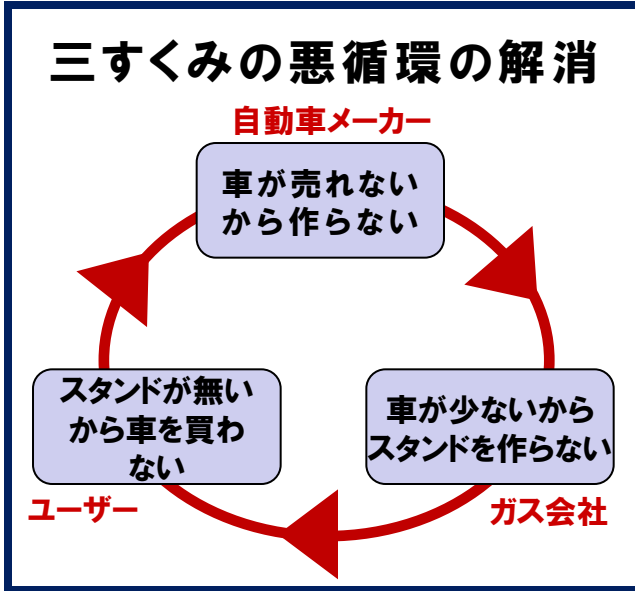 三すくみの悪循環の解消
自動車メーカー
車が売れない
から作らない
スタンドが無い
から車を買わ
ない
車が少ないから
スタンドを作らない
ユーザー
ガス会社